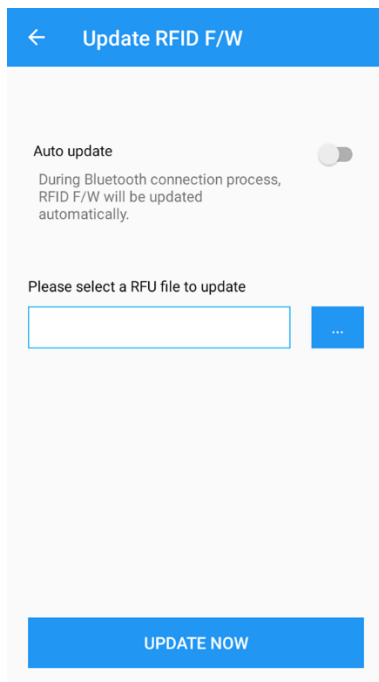 Update RFID F/W
Auto update
During Bluetooth connection process,
RFID F/W will be updated
automatically.
Please select a RFU file to update
...
UPDATE NOW